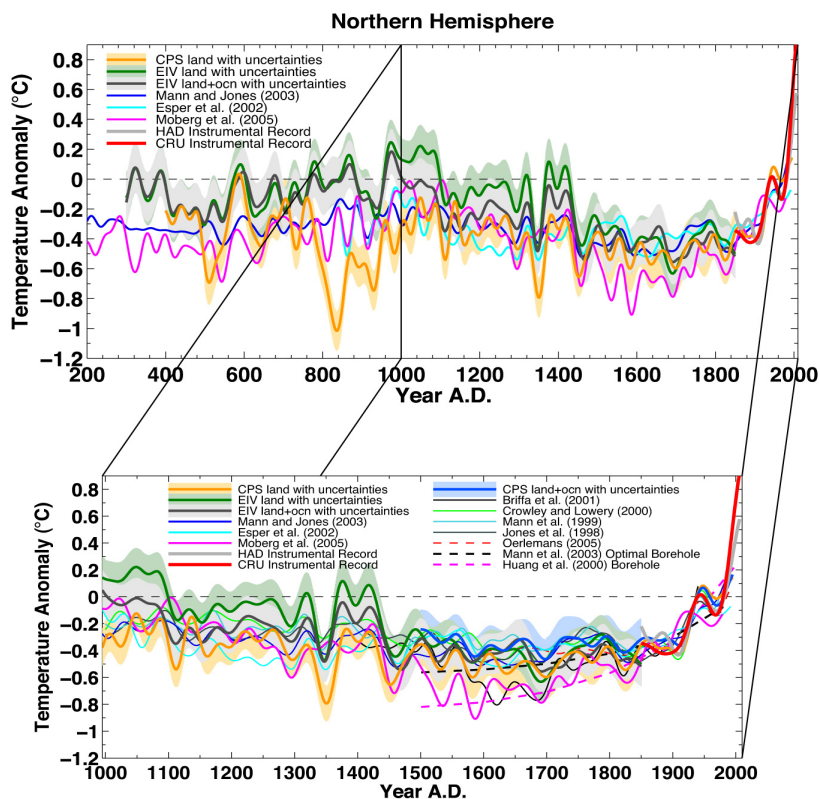 Northern Hemisphere
Temperature Anomaly (°C)
0.8
0.6
0.4
0.2
0
−0.2
−0.4
−0.6
−0.8
−1
−1.2
CPS land with uncertainties
EIV land with uncertainties
EIV land+ocn with uncertainties
Mann and Jones (2003)
Esper et al. (2002)
Moberg et al. (2005)
HAD Instrumental Record
CRU Instrumental Record
200 400 600 800 1000 1200 1400 1600 1800 2000
Year A.D.
Temperature Anomaly (°C)
0.8
0.6
0.4
0.2
0
−0.2
−0.4
−0.6
−0.8
−1
−1.2
CPS land with uncertainties
EIV land with uncertainties
EIV land+ocn with uncertainties
Mann and Jones (2003)
Esper et al. (2002)
Moberg et al. (2005)
HAD Instrumental Record
CRU Instrumental Record
CPS land+ocn with uncertainties
Briffa et al. (2001)
Crowley and Lowery (2000)
Mann et al. (1999)
Jones et al. (1998)
Oerlemans (2005)
Mann et al. (2003) Optimal Borehole
Huang et al. (2000) Borehole
1000 1100 1200 1300 1400 1500 1600 1700 1800 1900 2000
Year A.D.